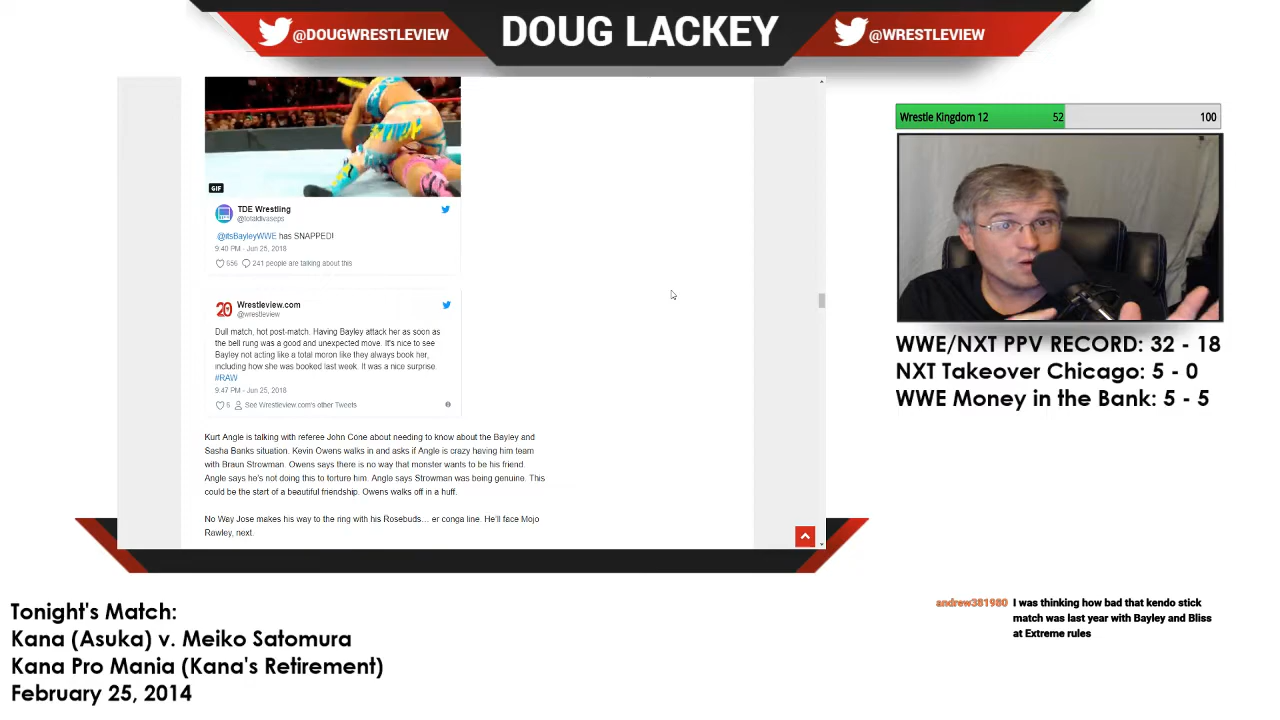 @DOUGWRESTLEVIEW
DOUG LACKEY
@WRESTLEVIEW
GIF
TDE Wrestling
@totaldivaseps
@itsBayleyWWE has SNAPPED!
9:40 PM - Jun 25, 2018
656 241 people are talking about this
20
Wrestleview.com
@wrestleview
Dull match, hot post-match. Having Bayley attack her as soon as
the bell rung was a good and unexpected move. It's nice to see
Bayley not acting like a total moron like they always book her,
including how she was booked last week. It was a nice surprise.
#RAW
9:47 PM - Jun 25, 2018
6 See Wrestleview.com's other Tweets
Kurt Angle is talking with referee John Cone about needing to know about the Bayley and
Sasha Banks situation. Kevin Owens walks in and asks if Angle is crazy having him team
with Braun Strowman. Owens says there is no way that monster wants to be his friend.
Angle says he's not doing this to torture him. Angle says Strowman was being genuine. This
could be the start of a beautiful friendship. Owens walks off in a huff.
No Way Jose makes his way to the ring with his Rosebuds… er conga line. He'll face Mojo
Rawley, next.
Wrestle Kingdom 12 52 100
WWE/NXT PPV RECORD: 32 - 18
NXT Takeover Chicago: 5 - 0
WWE Money in the Bank: 5 - 5
Tonight's Match:
Kana (Asuka) v. Meiko Satomura
Kana Pro Mania (Kana's Retirement)
February 25, 2014
andrew381980 I was thinking how bad that kendo stick
match was last year with Bayley and Bliss
at Extreme rules